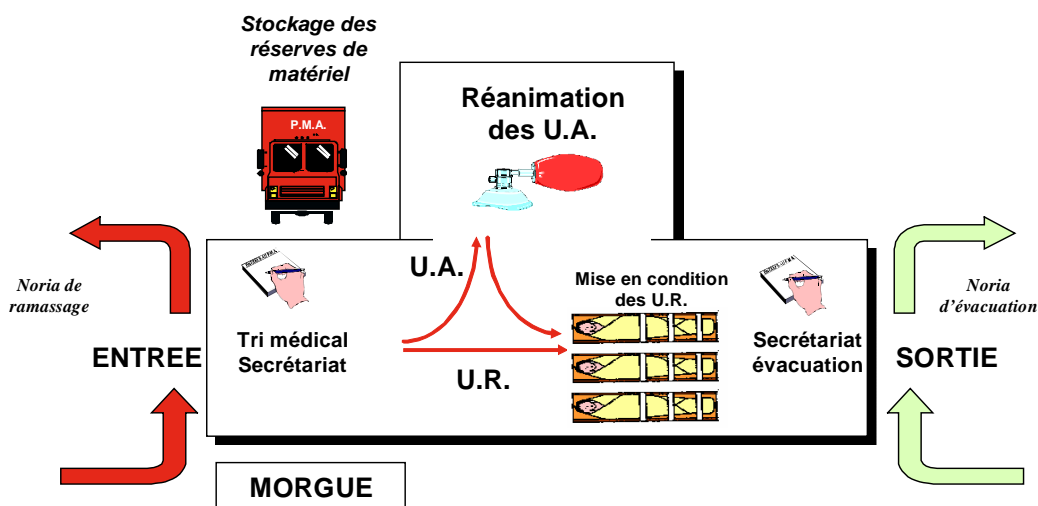 Stockage des
réserves de
matériel
P.M.A.
Réanimation
des U.A.
Noria de
ramassage
ENTREE
Tri médical
Secrétariat
U.A.
U.R.
Mise en condition
des U.R.
Secrétariat
évacuation
Noria
d'évacuation
SORTIE
MORGUE